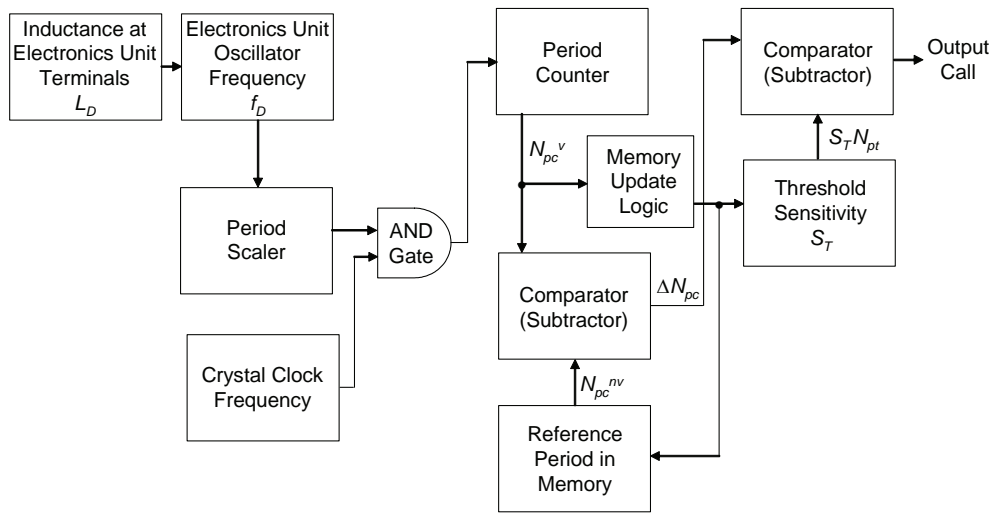 Inductance at
Electronics Unit
Terminals
L_D
Electronics Unit
Oscillator
Frequency
f_D
Period
Counter
Comparator
(Subtractor)
Output
Call
N_pc^v
Memory
Update
Logic
S_T N_pt
Threshold
Sensitivity
S_T
Period
Scaler
AND
Gate
Comparator
(Subtractor)
ΔN_pc
Crystal Clock
Frequency
N_pc^nv
Reference
Period in
Memory